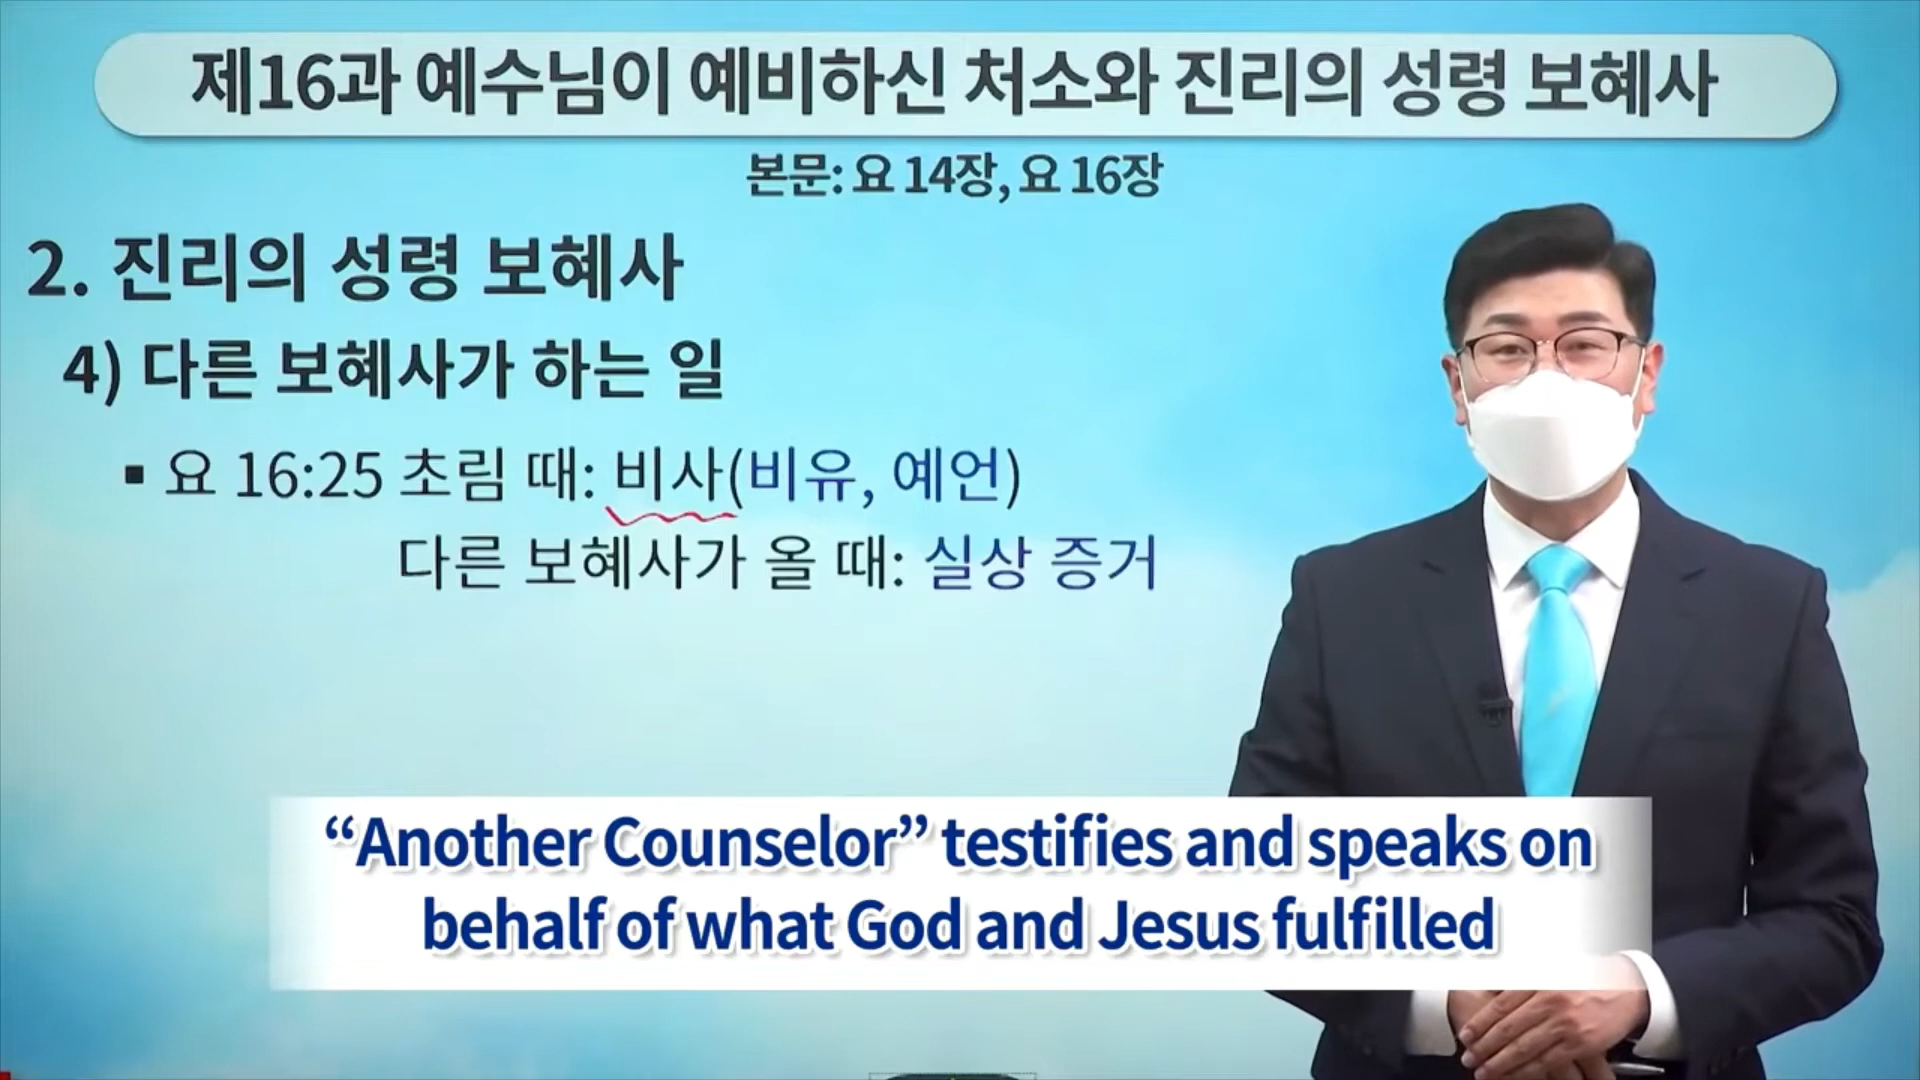 제16과 예수님이 예비하신 처소와 진리의 성령 보혜사
본문: 요 14장, 요 16장
2. 진리의 성령 보혜사
4) 다른 보혜사가 하는 일
▪ 요 16:25 초림 때: 비사(비유, 예언)
다른 보혜사가 올 때: 실상 증거
“Another Counselor” testifies and speaks on
behalf of what God and Jesus fulfilled